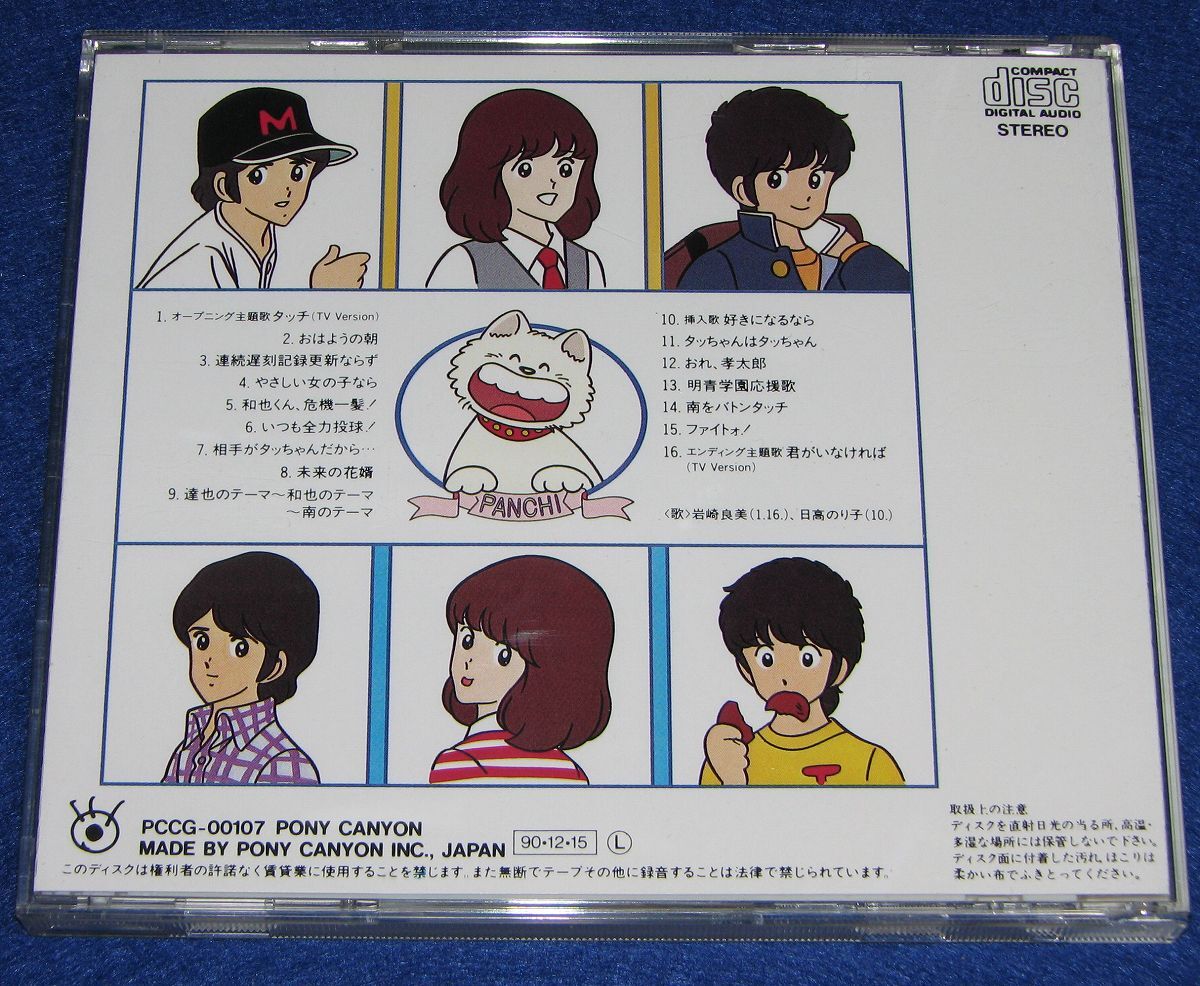 COMPACT
disc
DIGITAL AUDIO
STEREO
M
1. オープニング主題歌 タッチ(TV Version)
2. おはようの朝
3. 連続遅刻記録更新ならず
4. やさしい女の子なら
5. 和也くん、危機一髪!
6. いつも全力投球!
7. 相手がタッちゃんだから…
8. 未来の花婿
9. 達也のテーマ〜和也のテーマ
〜南のテーマ
PANCHI
10. 挿入歌 好きになるなら
11. タッちゃんはタッちゃん
12. おれ、孝太郎
13. 明青学園応援歌
14. 南をバトンタッチ
15. ファイトォ!
16. エンディング主題歌 君がいなければ
(TV Version)
〈歌〉岩崎良美(1.16.)、日髙のり子(10.)
T
PCCG-00107 PONY CANYON
MADE BY PONY CANYON INC., JAPAN 90・12・15 L
このディスクは権利者の許諾なく賃貸業に使用することを禁じます。また無断でテープその他に録音することは法律で禁じられています。
取扱上の注意
ディスクを直射日光の当る所、高温・
多湿な場所には保管しないで下さい。
ディスク面に付着した汚れ、ほこりは
柔かい布でふきとってください。